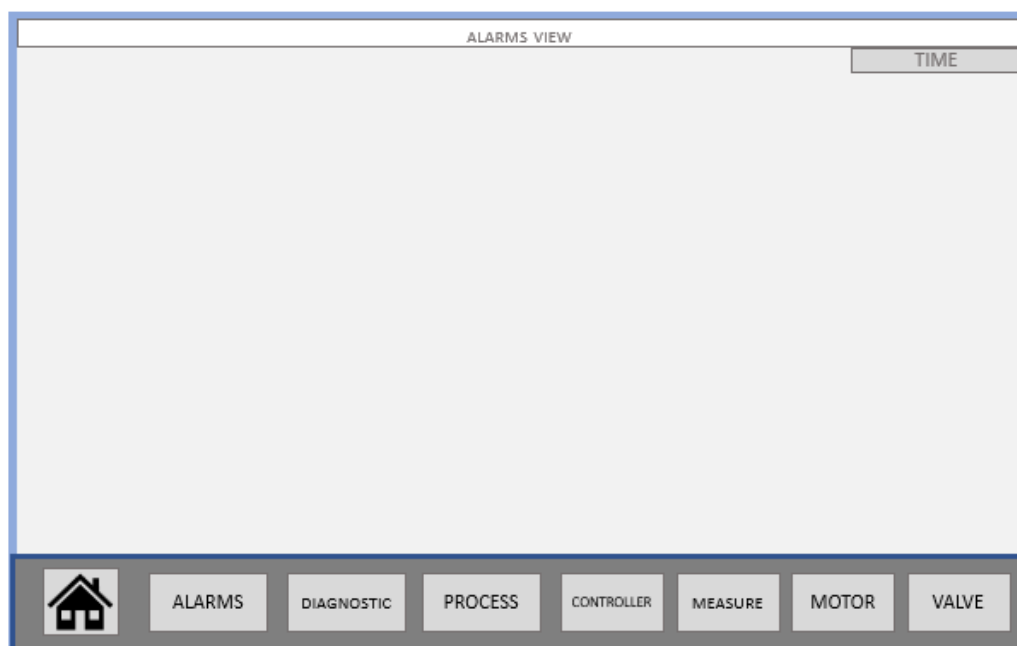 ALARMS VIEW
TIME
ALARMS DIAGNOSTIC PROCESS CONTROLLER MEASURE MOTOR VALVE